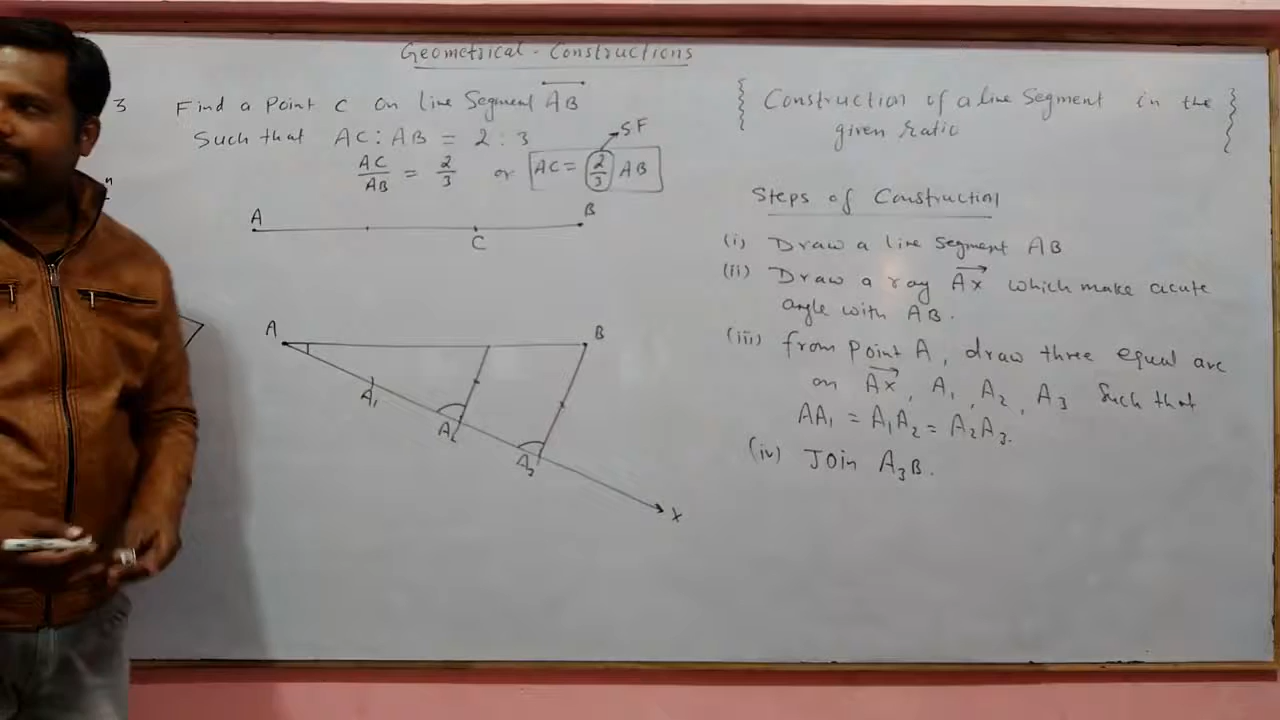 Geometrical - Constructions
3 Find a Point C on line Segment AB
Such that AC : AB = 2 : 3
SF
AC/AB = 2/3 or AC = 2/3 AB
A B
C
A B
A1
A2
A3
X
{ Construction of a line Segment in the
given ratio }
Steps of Construction
(i) Draw a line segment AB
(ii) Draw a ray AX which make acute
angle with AB.
(iii) from point A, draw three equal arc
on AX, A1, A2, A3 Such that
AA1 = A1A2 = A2A3.
(iv) JOin A3B.